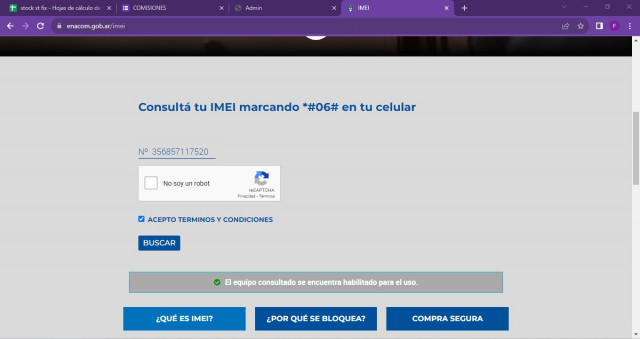 stock st fix - Hojas de cálculo de
COMISIONES
Admin
IMEI
enacom.gob.ar/imei
Consultá tu IMEI marcando *#06# en tu celular
Nº 356857117520
No soy un robot
reCAPTCHA
Privacidad - Términos
ACEPTO TERMINOS Y CONDICIONES
BUSCAR
El equipo consultado se encuentra habilitado para el uso.
¿QUÉ ES IMEI?
¿POR QUÉ SE BLOQUEA?
COMPRA SEGURA